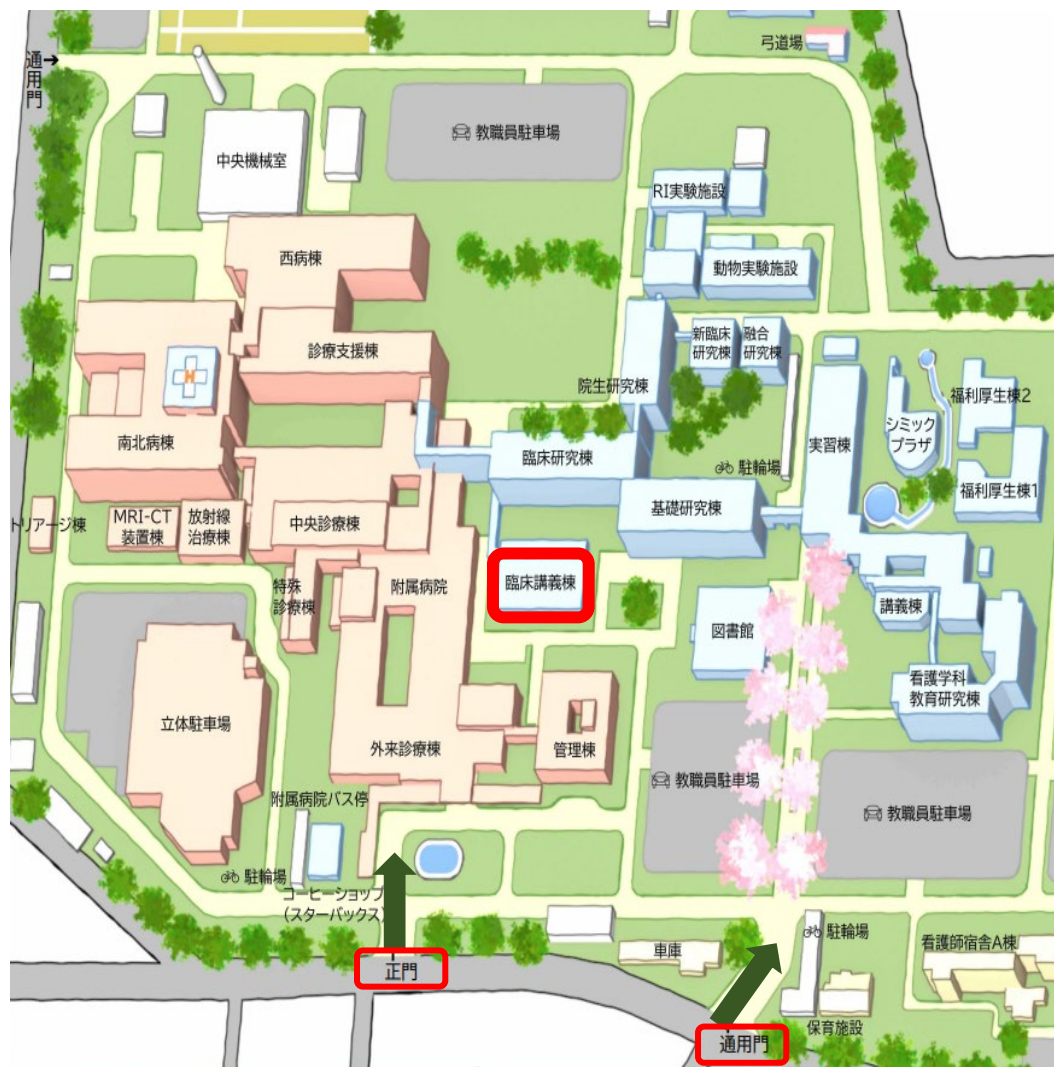 通用門→
弓道場
教職員駐車場
中央機械室
RI実験施設
西病棟
動物実験施設
新臨床
研究棟
融合
研究棟
診療支援棟
院生研究棟
福利厚生棟2
シミック
プラザ
H
南北病棟
臨床研究棟
実習棟
駐輪場
福利厚生棟1
トリアージ棟
MRI-CT
装置棟
放射線
治療棟
中央診療棟
基礎研究棟
特殊
診療棟
附属病院
臨床講義棟
講義棟
図書館
看護学科
教育研究棟
立体駐車場
外来診療棟
管理棟
教職員駐車場
教職員駐車場
附属病院バス停
駐輪場
コーヒーショップ
(スターバックス)
駐輪場
車庫
看護師宿舎A棟
正門
保育施設
通用門